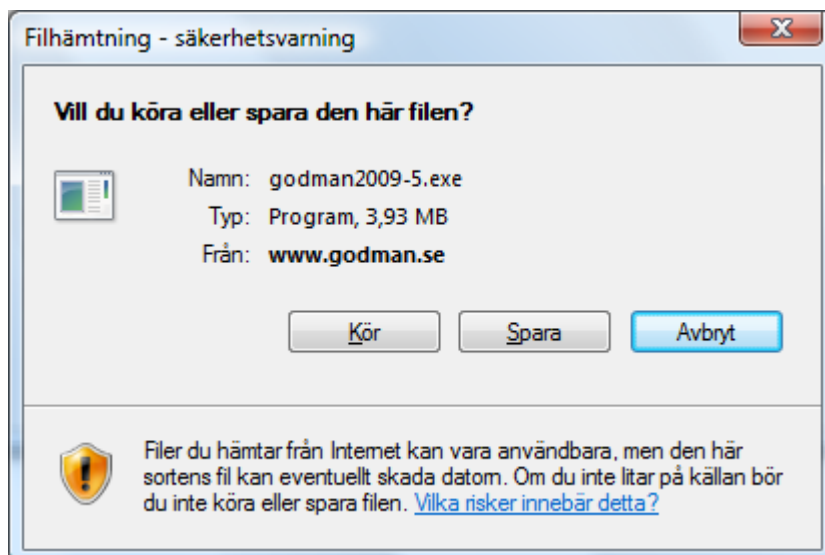 Filhämtning - säkerhetsvarning
Vill du köra eller spara den här filen?
Namn: godman2009-5.exe
Typ: Program, 3,93 MB
Från: www.godman.se
Kör Spara Avbryt
Filer du hämtar från Internet kan vara användbara, men den här
sortens fil kan eventuellt skada datorn. Om du inte litar på källan bör
du inte köra eller spara filen. Vilka risker innebär detta?